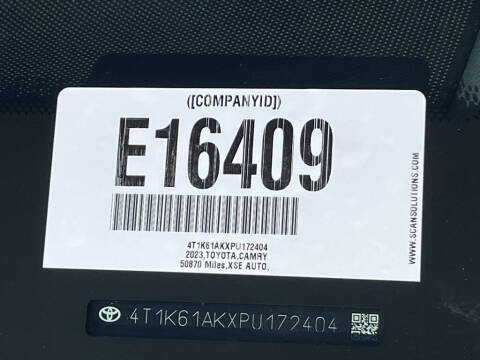 ([COMPANYID])
E16409
4T1K61AKXPU172404
2023,TOYOTA,CAMRY
50870 Miles,XSE AUTO,
WWW.SCANSOLUTIONS.COM
4T1K61AKXPU172404